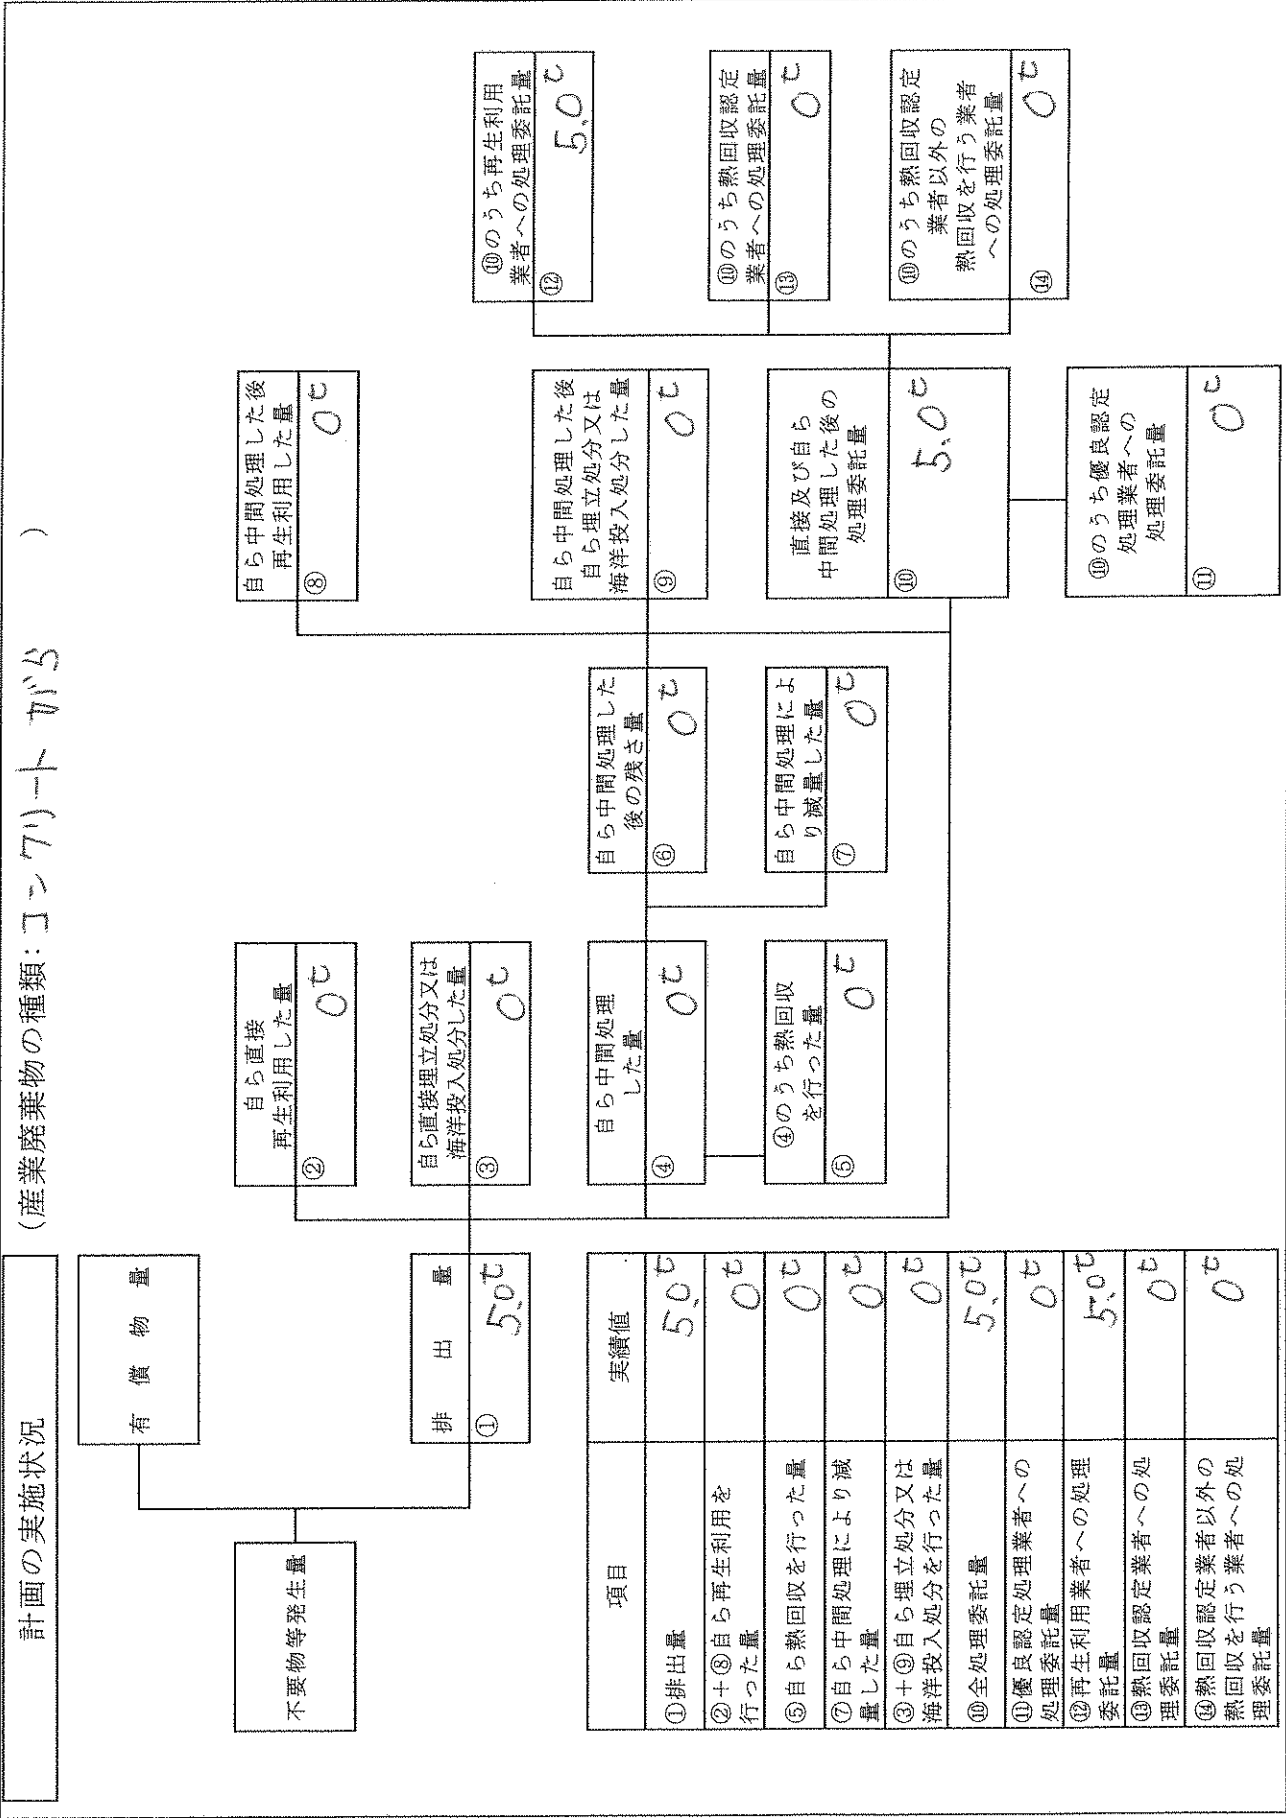 計画の実施状況
(産業廃棄物の種類:コンクリートがら )
有償物量
不要物等発生量
排出量
① 5.0t
自ら直接
再生利用した量
② 0t
自ら直接埋立処分又は
海洋投入処分した量
③ 0t
自ら中間処理
した量
④ 0t
④のうち熱回収
を行った量
⑤ 0t
自ら中間処理した
後の残さ量
⑥ 0t
自ら中間処理によ
り減量した量
⑦ 0t
自ら中間処理した後
再生利用した量
⑧ 0t
自ら中間処理した後
自ら埋立処分又は
海洋投入処分した量
⑨ 0t
直接及び自ら
中間処理した後の
処理委託量
⑩ 5.0t
⑩のうち優良認定
処理業者への
処理委託量
⑪ 0t
⑩のうち再生利用
業者への処理委託量
⑫ 5.0t
⑩のうち熱回収認定
業者への処理委託量
⑬ 0t
⑩のうち熱回収認定
業者以外の
熱回収を行う業者
への処理委託量
⑭ 0t
項目 実績値
①排出量 5.0t
②+⑧自ら再生利用を
行った量 0t
⑤自ら熱回収を行った量 0t
⑦自ら中間処理により減
量した量 0t
③+⑨自ら埋立処分又は
海洋投入処分を行った量 0t
⑩全処理委託量 5.0t
⑪優良認定処理業者への
処理委託量 0t
⑫再生利用業者への処理
委託量 5.0t
⑬熱回収認定業者への処
理委託量 0t
⑭熱回収認定業者以外の
熱回収を行う業者への処
理委託量 0t